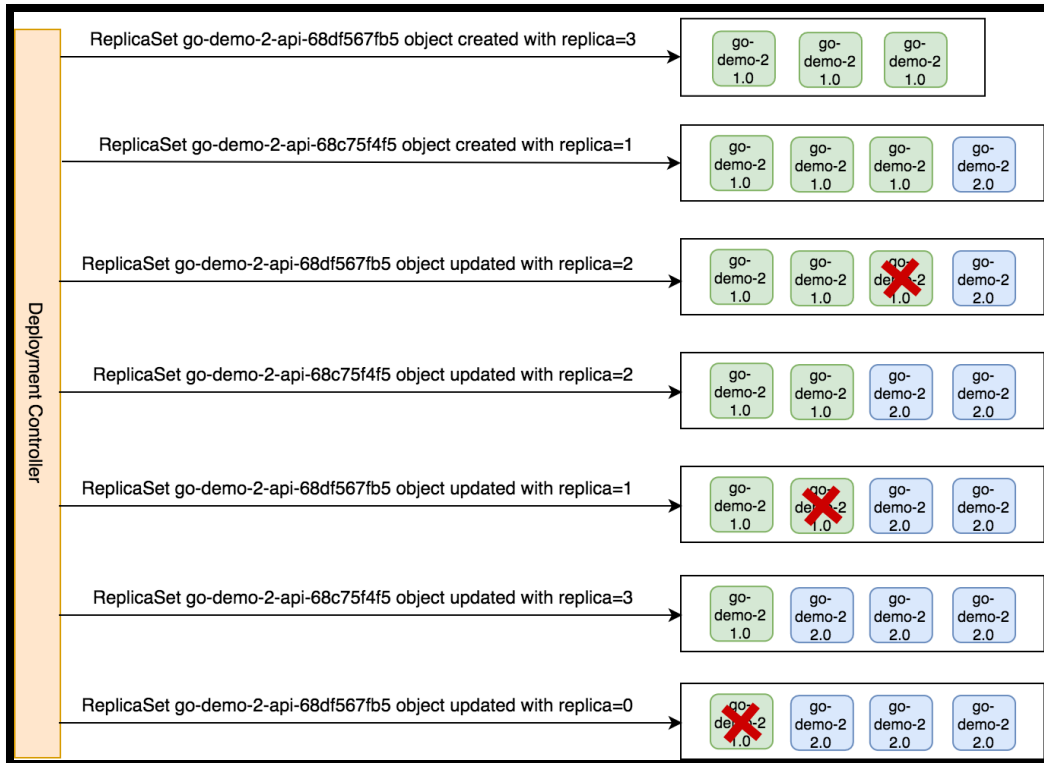 Deployment Controller
ReplicaSet go-demo-2-api-68df567fb5 object created with replica=3
go-
demo-2
1.0
go-
demo-2
1.0
go-
demo-2
1.0
ReplicaSet go-demo-2-api-68c75f4f5 object created with replica=1
go-
demo-2
1.0
go-
demo-2
1.0
go-
demo-2
1.0
go-
demo-2
2.0
ReplicaSet go-demo-2-api-68df567fb5 object updated with replica=2
go-
demo-2
1.0
go-
demo-2
1.0
go-
demo-2
1.0
go-
demo-2
2.0
ReplicaSet go-demo-2-api-68c75f4f5 object updated with replica=2
go-
demo-2
1.0
go-
demo-2
1.0
go-
demo-2
2.0
go-
demo-2
2.0
ReplicaSet go-demo-2-api-68df567fb5 object updated with replica=1
go-
demo-2
1.0
go-
demo-2
1.0
go-
demo-2
2.0
go-
demo-2
2.0
ReplicaSet go-demo-2-api-68c75f4f5 object updated with replica=3
go-
demo-2
1.0
go-
demo-2
2.0
go-
demo-2
2.0
go-
demo-2
2.0
ReplicaSet go-demo-2-api-68df567fb5 object updated with replica=0
go-
demo-2
1.0
go-
demo-2
2.0
go-
demo-2
2.0
go-
demo-2
2.0